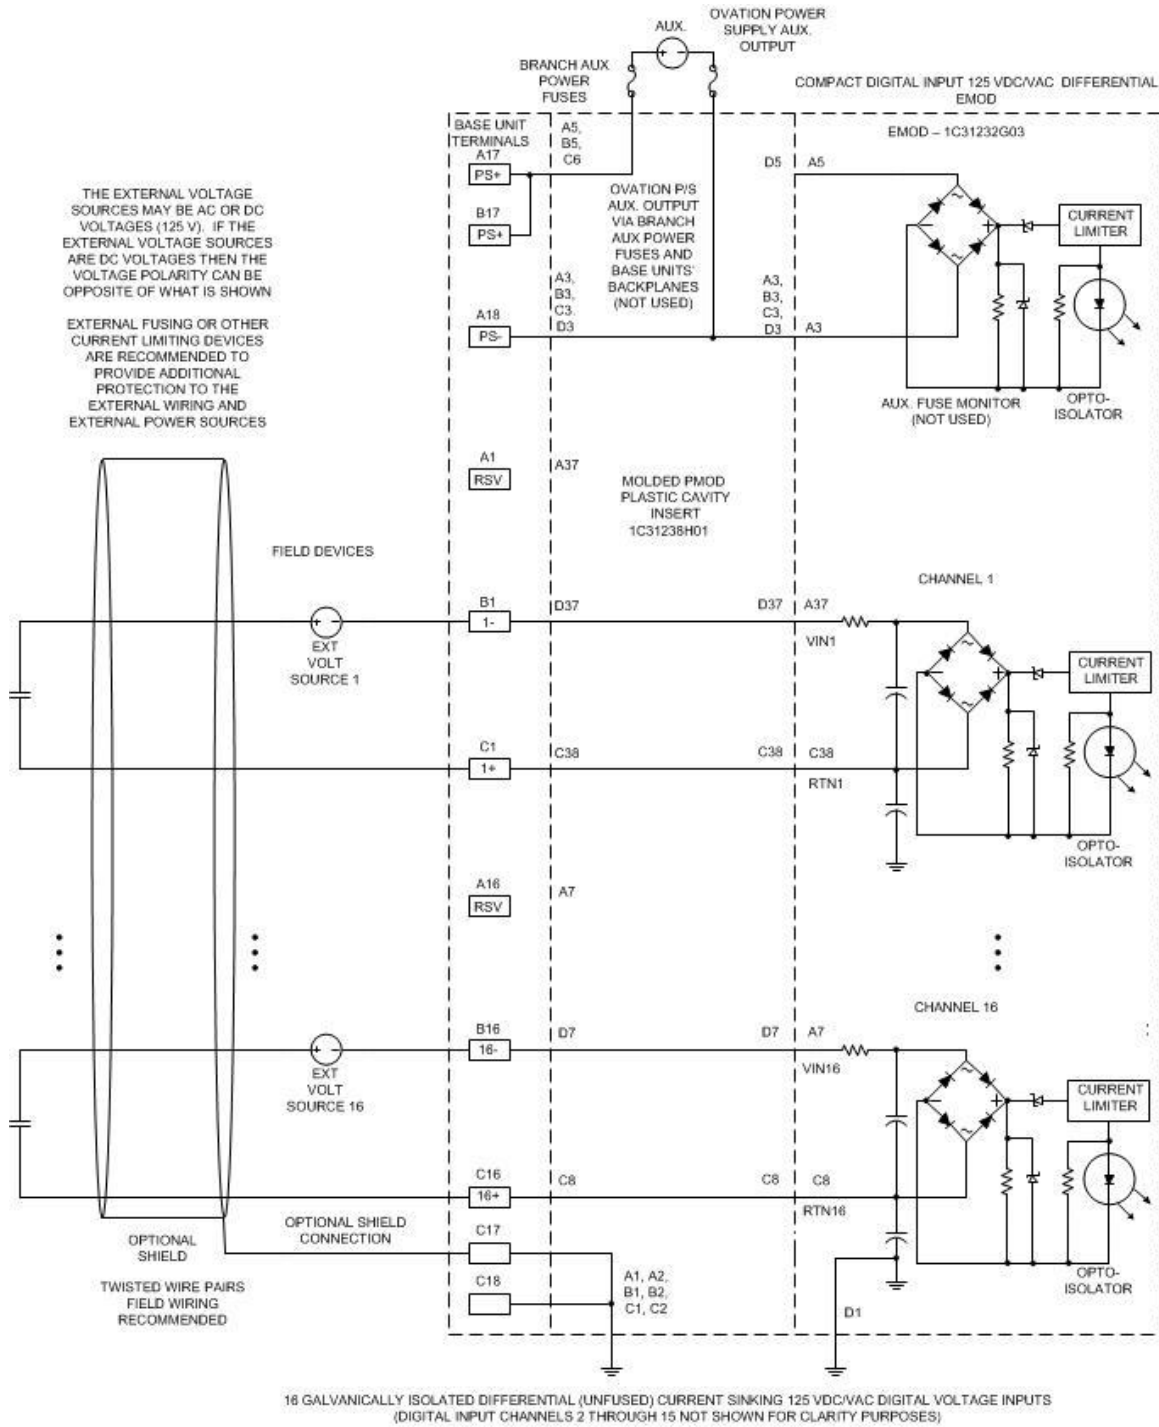 OVATION POWER
SUPPLY AUX.
OUTPUT
AUX.
+ -
BRANCH AUX
POWER
FUSES
COMPACT DIGITAL INPUT 125 VDC/VAC DIFFERENTIAL
EMOD
BASE UNIT
TERMINALS
A17
PS+
B17
PS+
A18
PS-
A5,
B5,
C6
A3,
B3,
C3.
D3
OVATION P/S
AUX. OUTPUT
VIA BRANCH
AUX POWER
FUSES AND
BASE UNITS'
BACKPLANES
(NOT USED)
EMOD – 1C31232G03
D5 A5
A3,
B3,
C3,
D3 A3
CURRENT
LIMITER
AUX. FUSE MONITOR
(NOT USED)
OPTO-
ISOLATOR
THE EXTERNAL VOLTAGE
SOURCES MAY BE AC OR DC
VOLTAGES (125 V). IF THE
EXTERNAL VOLTAGE SOURCES
ARE DC VOLTAGES THEN THE
VOLTAGE POLARITY CAN BE
OPPOSITE OF WHAT IS SHOWN
EXTERNAL FUSING OR OTHER
CURRENT LIMITING DEVICES
ARE RECOMMENDED TO
PROVIDE ADDITIONAL
PROTECTION TO THE
EXTERNAL WIRING AND
EXTERNAL POWER SOURCES
A1
RSV
A37
MOLDED PMOD
PLASTIC CAVITY
INSERT
1C31238H01
FIELD DEVICES
CHANNEL 1
B1
1-
D37
D37 A37
VIN1
+ -
EXT
VOLT
SOURCE 1
CURRENT
LIMITER
C1
1+
C38
C38 C38
RTN1
OPTO-
ISOLATOR
A16
RSV
A7
CHANNEL 16
B16
16-
D7
D7 A7
VIN16
+ -
EXT
VOLT
SOURCE 16
CURRENT
LIMITER
C16
16+
C8
C8 C8
RTN16
OPTO-
ISOLATOR
OPTIONAL
SHIELD
OPTIONAL SHIELD
CONNECTION
C17
C18
A1, A2,
B1, B2,
C1, C2
D1
TWISTED WIRE PAIRS
FIELD WIRING
RECOMMENDED
16 GALVANICALLY ISOLATED DIFFERENTIAL (UNFUSED) CURRENT SINKING 125 VDC/VAC DIGITAL VOLTAGE INPUTS
(DIGITAL INPUT CHANNELS 2 THROUGH 15 NOT SHOWN FOR CLARITY PURPOSES)